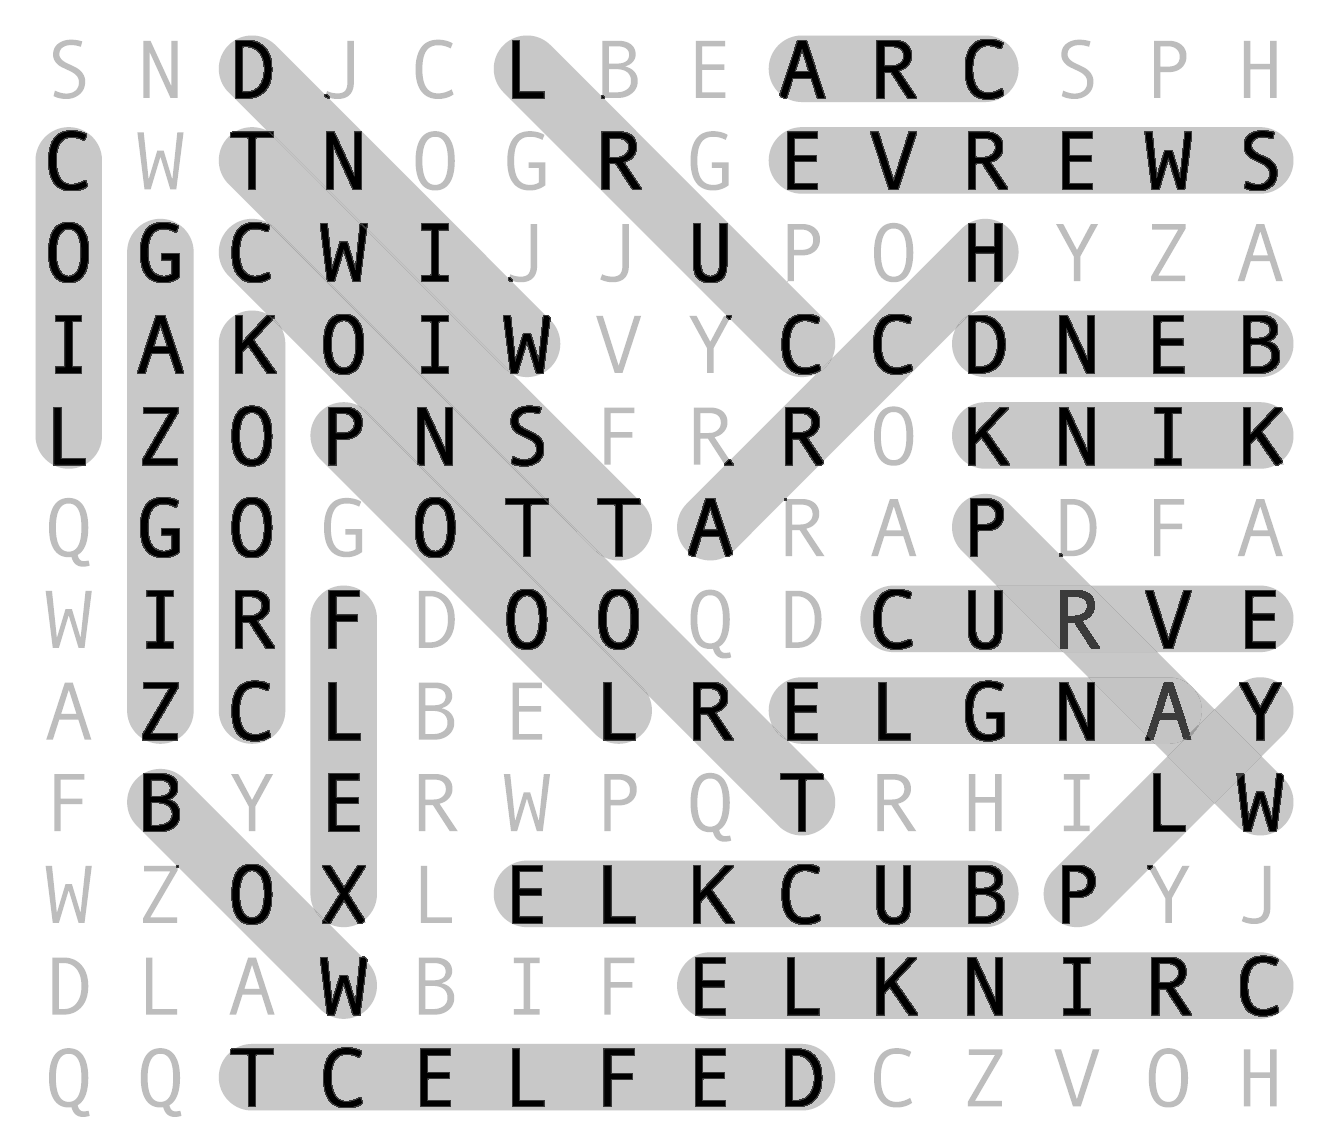 S N D J C L B E A R C S P H
C W T N O G R G E V R E W S
O G C W I J J U P O H Y Z A
I A K O I W V Y C C D N E B
L Z O P N S F R R O K N I K
Q G O G O T T A R A P D F A
W I R F D O O Q D C U R V E
A Z C L B E L R E L G N A Y
F B Y E R W P Q T R H I L W
W Z O X L E L K C U B P Y J
D L A W B I F E L K N I R C
Q Q T C E L F E D C Z V O H